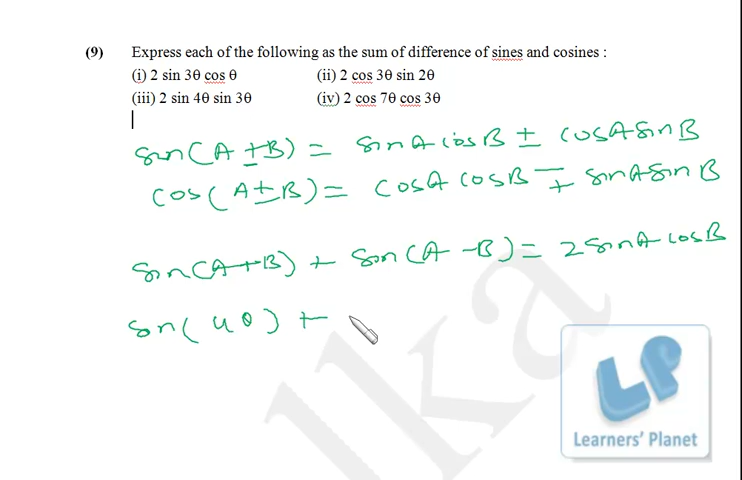 (9) Express each of the following as the sum of difference of sines and cosines :
(i) 2 sin 3θ cos θ (ii) 2 cos 3θ sin 2θ
(iii) 2 sin 4θ sin 3θ (iv) 2 cos 7θ cos 3θ
sin(A ± B) = sinA cosB ± cosA sinB
cos(A ± B) = cosA cosB ∓ sinA sinB
sin(A+B) + sin(A-B) = 2 sinA cosB
sin(4θ) +
lka
LP
Learners' Planet